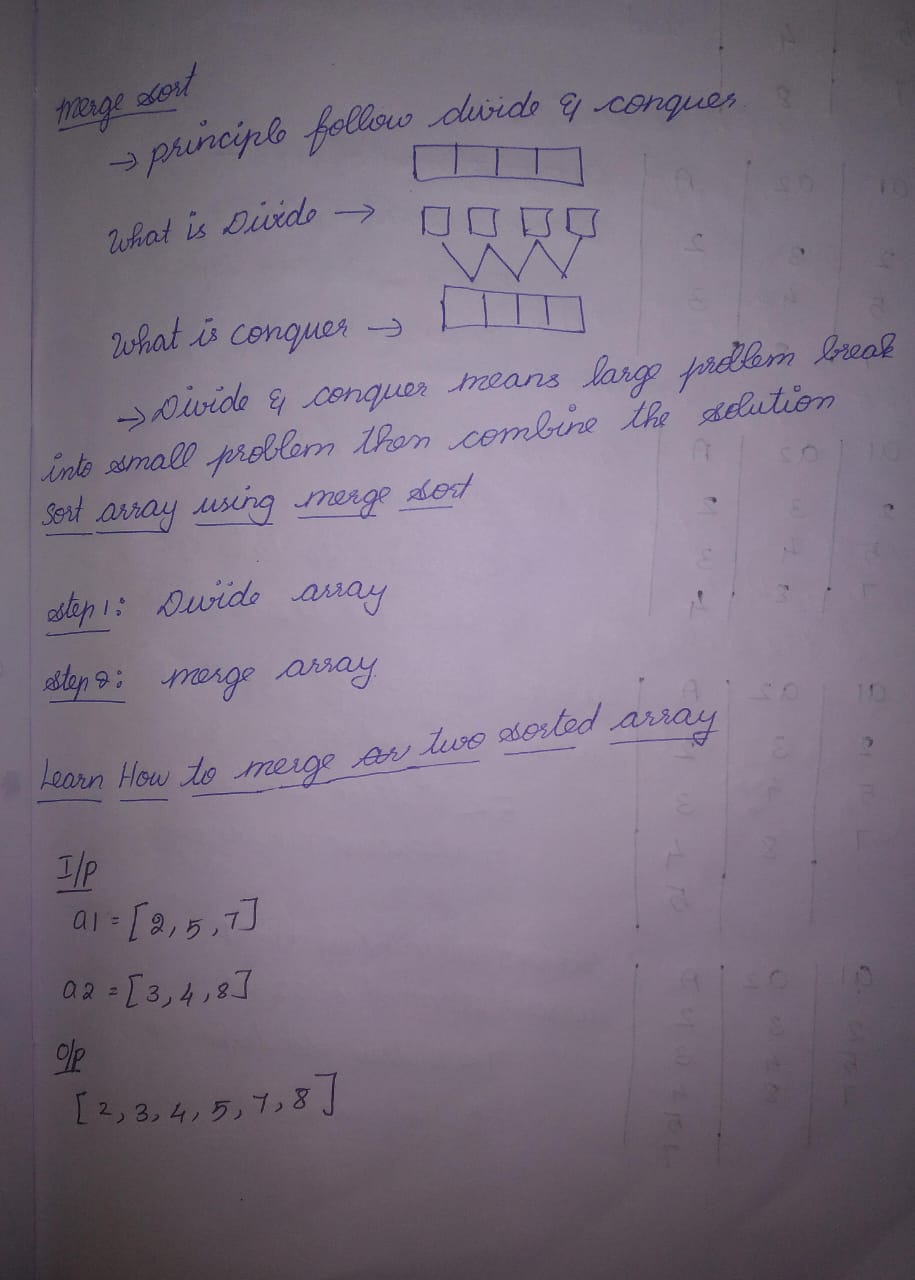 merge sort
→ principle follow divide & conquer
What is Divide →
What is conquer →
→ Divide & conquer means large problem break
into small problem then combine the solution
Sort array using merge sort
step 1: Divide array
step 2: merge array.
Learn How to merge two sorted array
I/p
a1 = [2, 5, 7]
a2 = [3, 4, 8]
O/p
[2, 3, 4, 5, 7, 8]